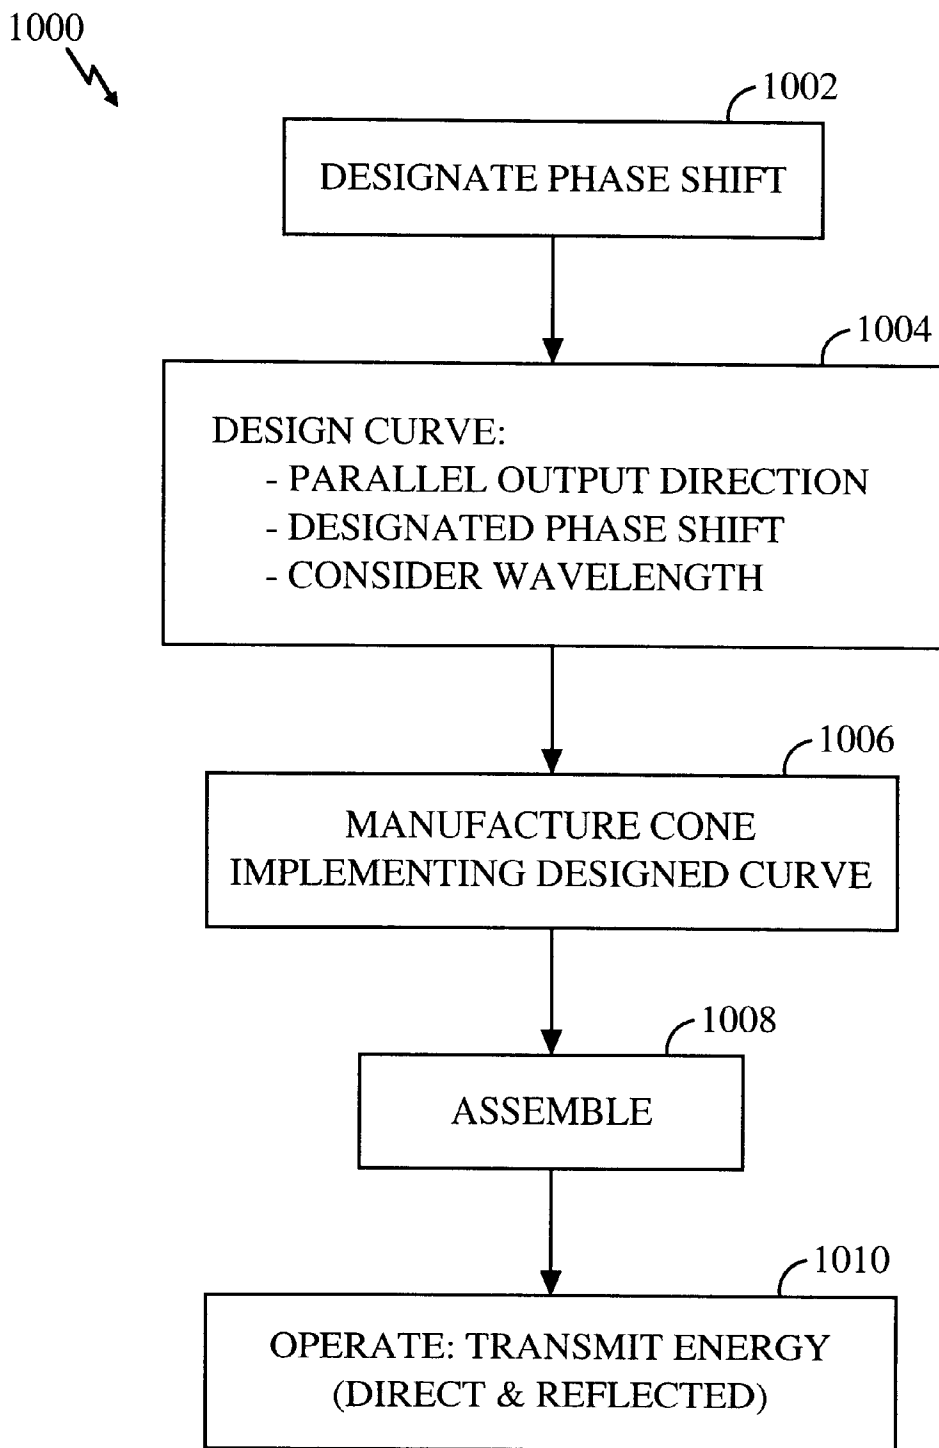 1000
1002
DESIGNATE PHASE SHIFT
1004
DESIGN CURVE:
- PARALLEL OUTPUT DIRECTION
- DESIGNATED PHASE SHIFT
- CONSIDER WAVELENGTH
1006
MANUFACTURE CONE
IMPLEMENTING DESIGNED CURVE
1008
ASSEMBLE
1010
OPERATE: TRANSMIT ENERGY
(DIRECT & REFLECTED)